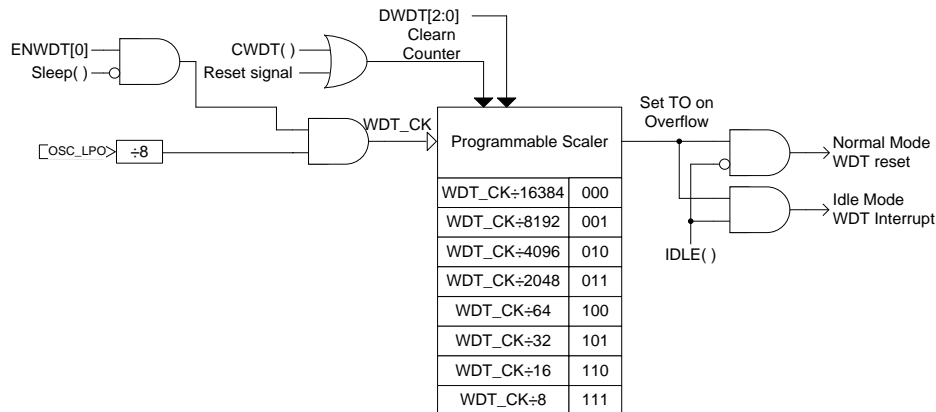 DWDT[2:0]
Clearn
Counter
ENWDT[0]
Sleep( )
CWDT( )
Reset signal
OSC_LPO
÷8
WDT_CK
Programmable Scaler
Set TO on
Overflow
Normal Mode
WDT reset
Idle Mode
WDT Interrupt
IDLE( )
WDT_CK÷16384 000
WDT_CK÷8192 001
WDT_CK÷4096 010
WDT_CK÷2048 011
WDT_CK÷64 100
WDT_CK÷32 101
WDT_CK÷16 110
WDT_CK÷8 111